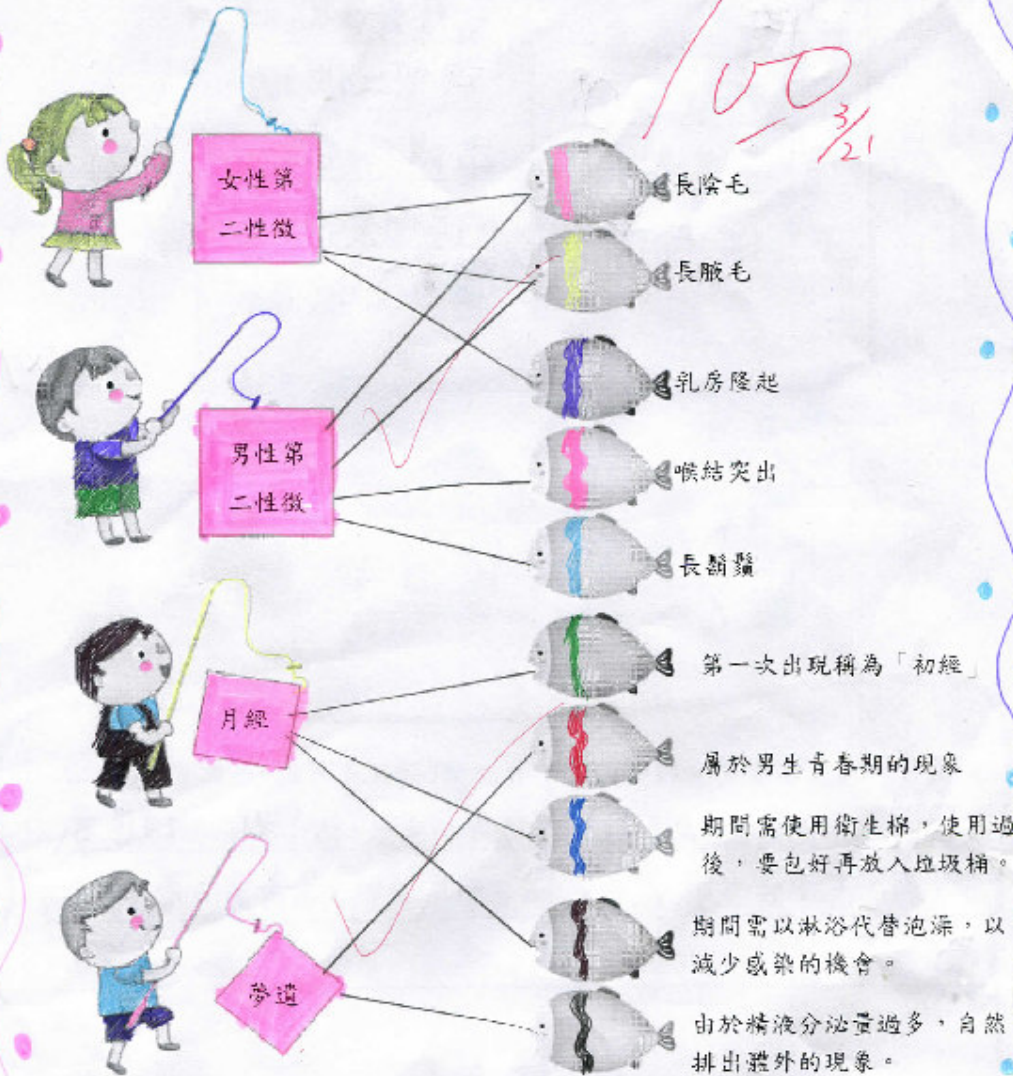 100
3/21
女性第
二性徵
長陰毛
長腋毛
乳房隆起
男性第
二性徵
喉結突出
長鬍鬚
月經
第一次出現稱為「初經」
屬於男生青春期的現象
期間需使用衛生棉，使用過
後，要包好再放入垃圾桶。
期間需以淋浴代替泡澡，以
減少感染的機會。
夢遺
由於精液分泌量過多，自然
排出體外的現象。